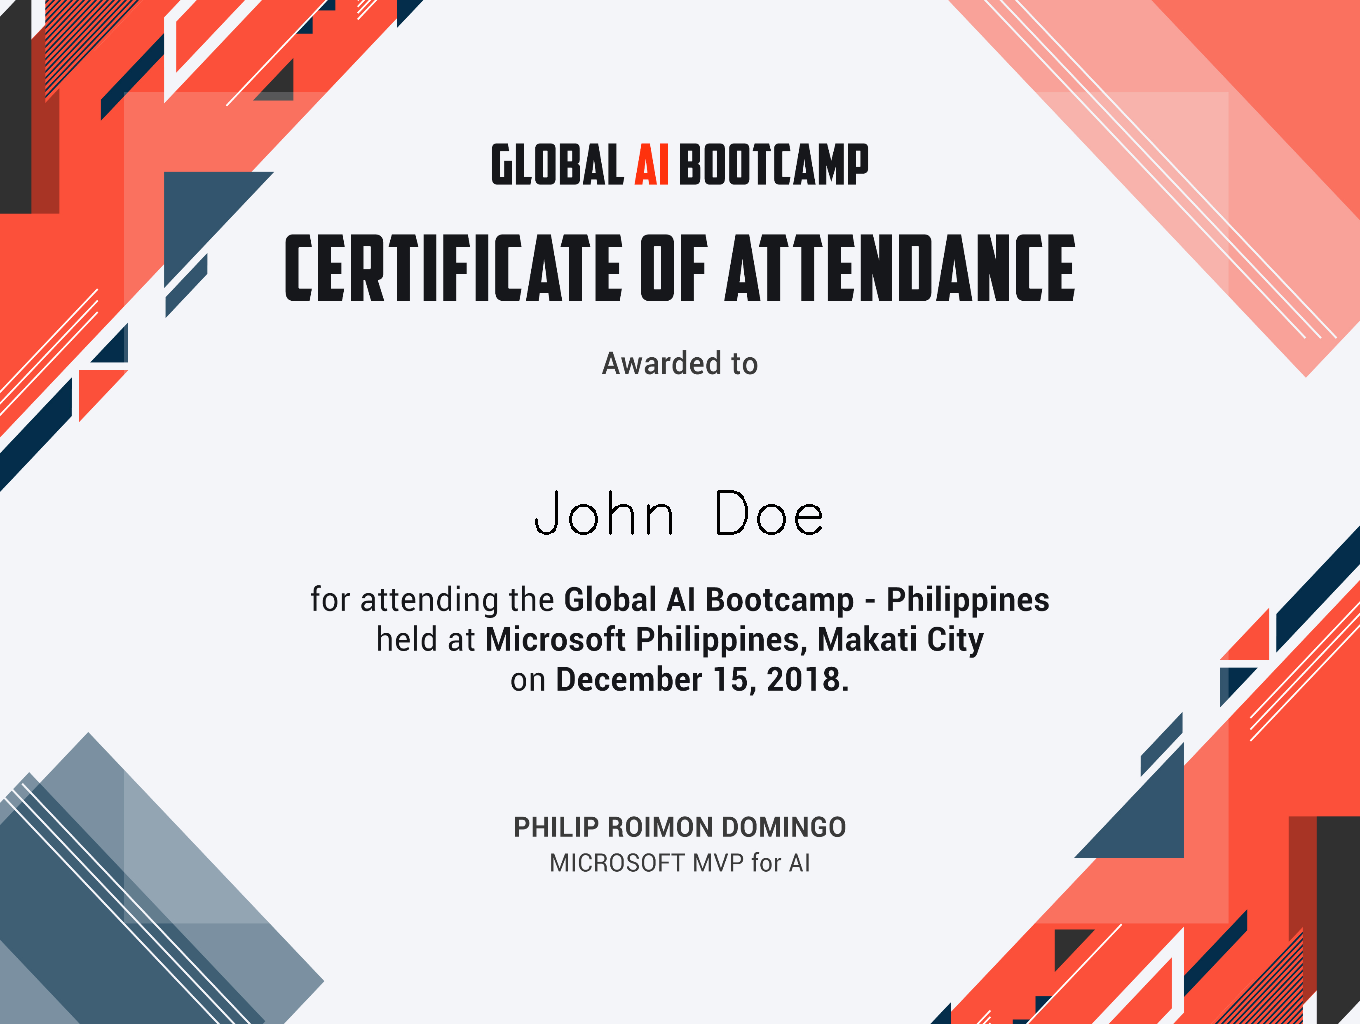 GLOBAL AI BOOTCAMP
CERTIFICATE OF ATTENDANCE
Awarded to
John Doe
for attending the Global AI Bootcamp - Philippines
held at Microsoft Philippines, Makati City
on December 15, 2018.
PHILIP ROIMON DOMINGO
MICROSOFT MVP for AI